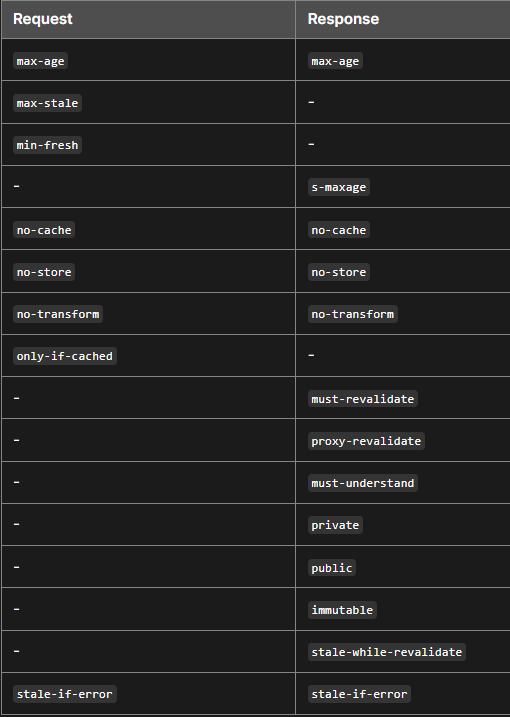 Request Response
max-age max-age
max-stale -
min-fresh -
- s-maxage
no-cache no-cache
no-store no-store
no-transform no-transform
only-if-cached -
- must-revalidate
- proxy-revalidate
- must-understand
- private
- public
- immutable
- stale-while-revalidate
stale-if-error stale-if-error